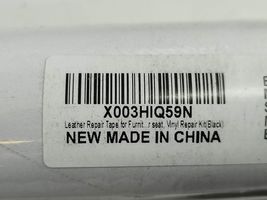 X003HIQ59N
Leather Repair Tape for Furnit...r seat, Vinyl Repair Kit(Black)
NEW MADE IN CHINA